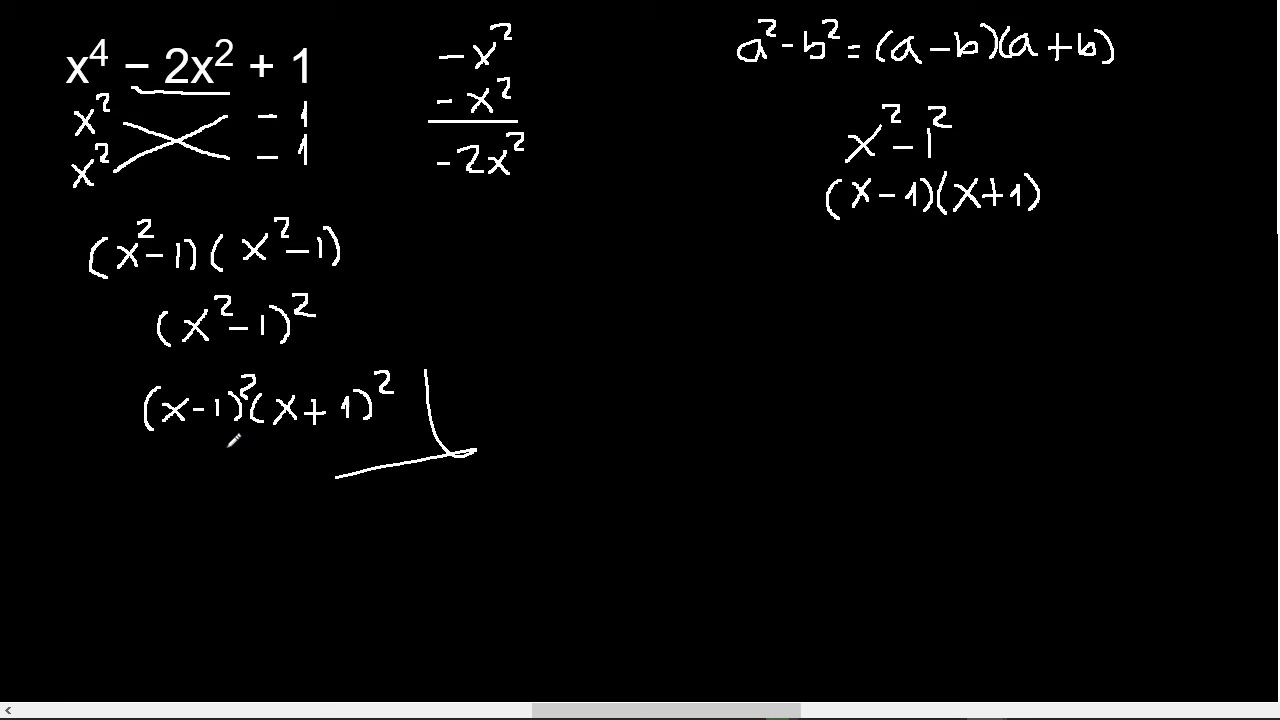 x⁴ − 2x² + 1
x² − 1
x² − 1
(x²−1)(x²−1)
(x²−1)²
(x−1)²(x+1)²
−x²
−x²
−2x²
a²−b²=(a−b)(a+b)
x²−1²
(x−1)(x+1)